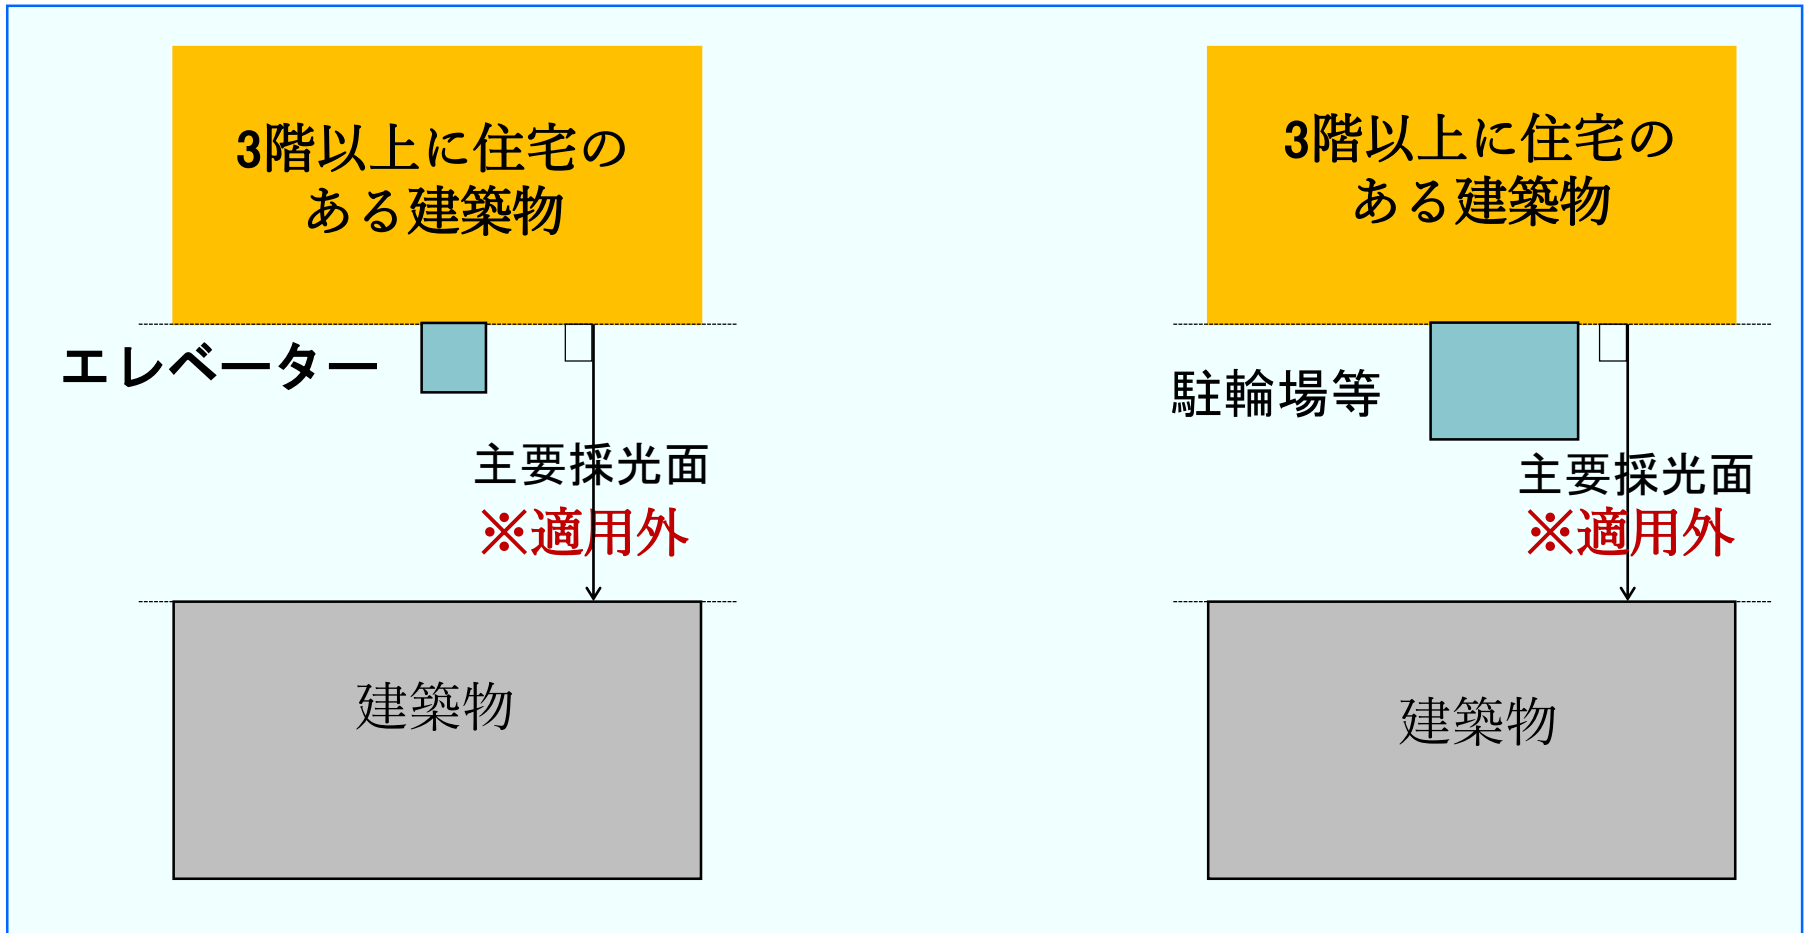 3階以上に住宅の
ある建築物
エレベーター
主要採光面
※適用外
建築物
3階以上に住宅の
ある建築物
駐輪場等
主要採光面
※適用外
建築物